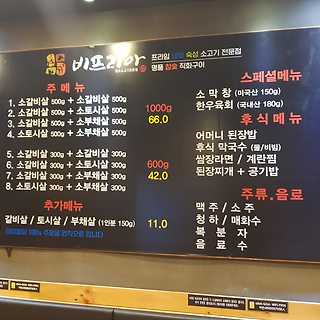 비프리아
프리미엄 냉장 숙성 소고기 전문점
명품 참숯 직화구이
주 메 뉴
1. 소갈비살 500g + 소갈비살 500g
2. 소갈비살 500g + 소토시살 500g
3. 소갈비살 500g + 소부채살 500g
4. 소토시살 500g + 소부채살 500g
1000g
66.0
5. 소갈비살 300g + 소갈비살 300g
6. 소갈비살 300g + 소토시살 300g
7. 소갈비살 300g + 소부채살 300g
8. 소토시살 300g + 소부채살 300g
600g
42.0
추가메뉴
갈비살 / 토시살 / 부채살 (1인분 150g) 11.0
스페셜메뉴
소 막 창 (미국산 150g)
한우육회 (국내산 180g)
후 식 메 뉴
어머니 된장밥
후식 막국수 (물/비빔)
쌈장라면 / 계란찜
된장찌개 + 공기밥
주류.음료
맥 주 / 소 주
청 하 / 매화수
복 분 자
음 료 수